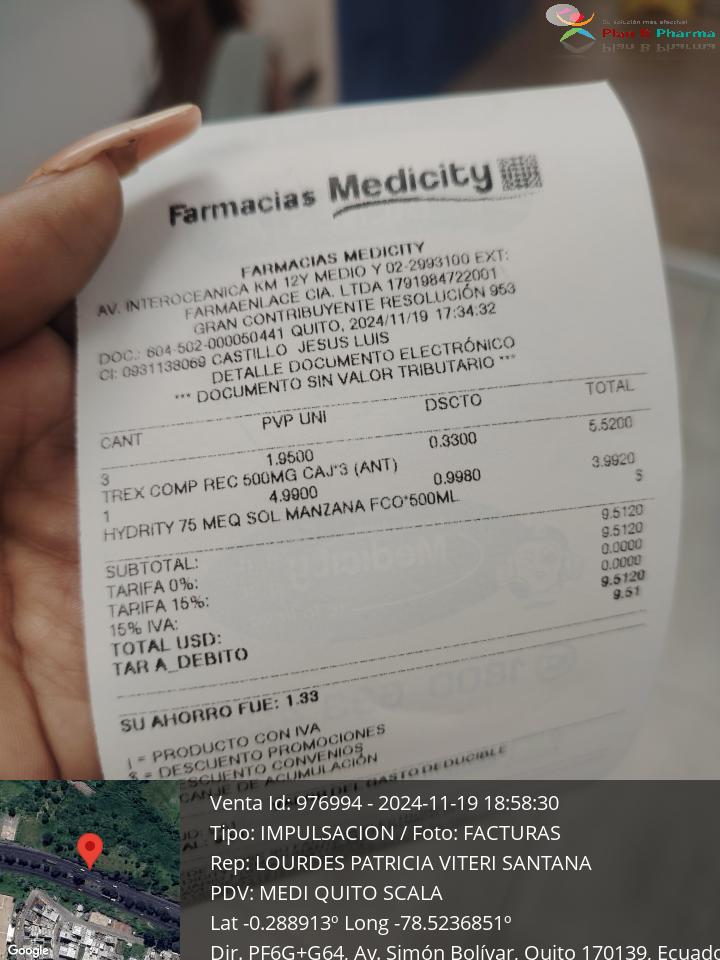 Su solución más efectiva!
Plan B Pharma
Farmacias Medicity
FARMACIAS MEDICITY
AV. INTEROCEANICA KM 12Y MEDIO Y 02-2993100 EXT:
FARMAENLACE CIA. LTDA 1791984722001
GRAN CONTRIBUYENTE RESOLUCIÓN 953
DOC.: 604-502-000050441 QUITO, 2024/11/19 17:34:32
CI: 0931138069 CASTILLO JESUS LUIS
DETALLE DOCUMENTO ELECTRÓNICO
*** DOCUMENTO SIN VALOR TRIBUTARIO ***
CANT PVP UNI DSCTO TOTAL
3 1.9500 0.3300 5.5200
TREX COMP REC 500MG CAJ*3 (ANT)
1 4.9900 0.9980 3.9920
HYDRITY 75 MEQ SOL MANZANA FCO*500ML $
SUBTOTAL: 9.5120
TARIFA 0%: 9.5120
TARIFA 15%: 0.0000
15% IVA: 0.0000
TOTAL USD: 9.5120
TAR A_DEBITO 9.51
SU AHORRO FUE: 1.33
I = PRODUCTO CON IVA
$ = DESCUENTO PROMOCIONES
DESCUENTO CONVENIOS
CANJE DE ACUMULACIÓN
DEL GASTO DEDUCIBLE
Venta Id: 976994 - 2024-11-19 18:58:30
Tipo: IMPULSACION / Foto: FACTURAS
Rep: LOURDES PATRICIA VITERI SANTANA
PDV: MEDI QUITO SCALA
Lat -0.288913º Long -78.5236851º
Dir. PF6G+G64, Av. Simón Bolívar, Quito 170139, Ecuado
Google